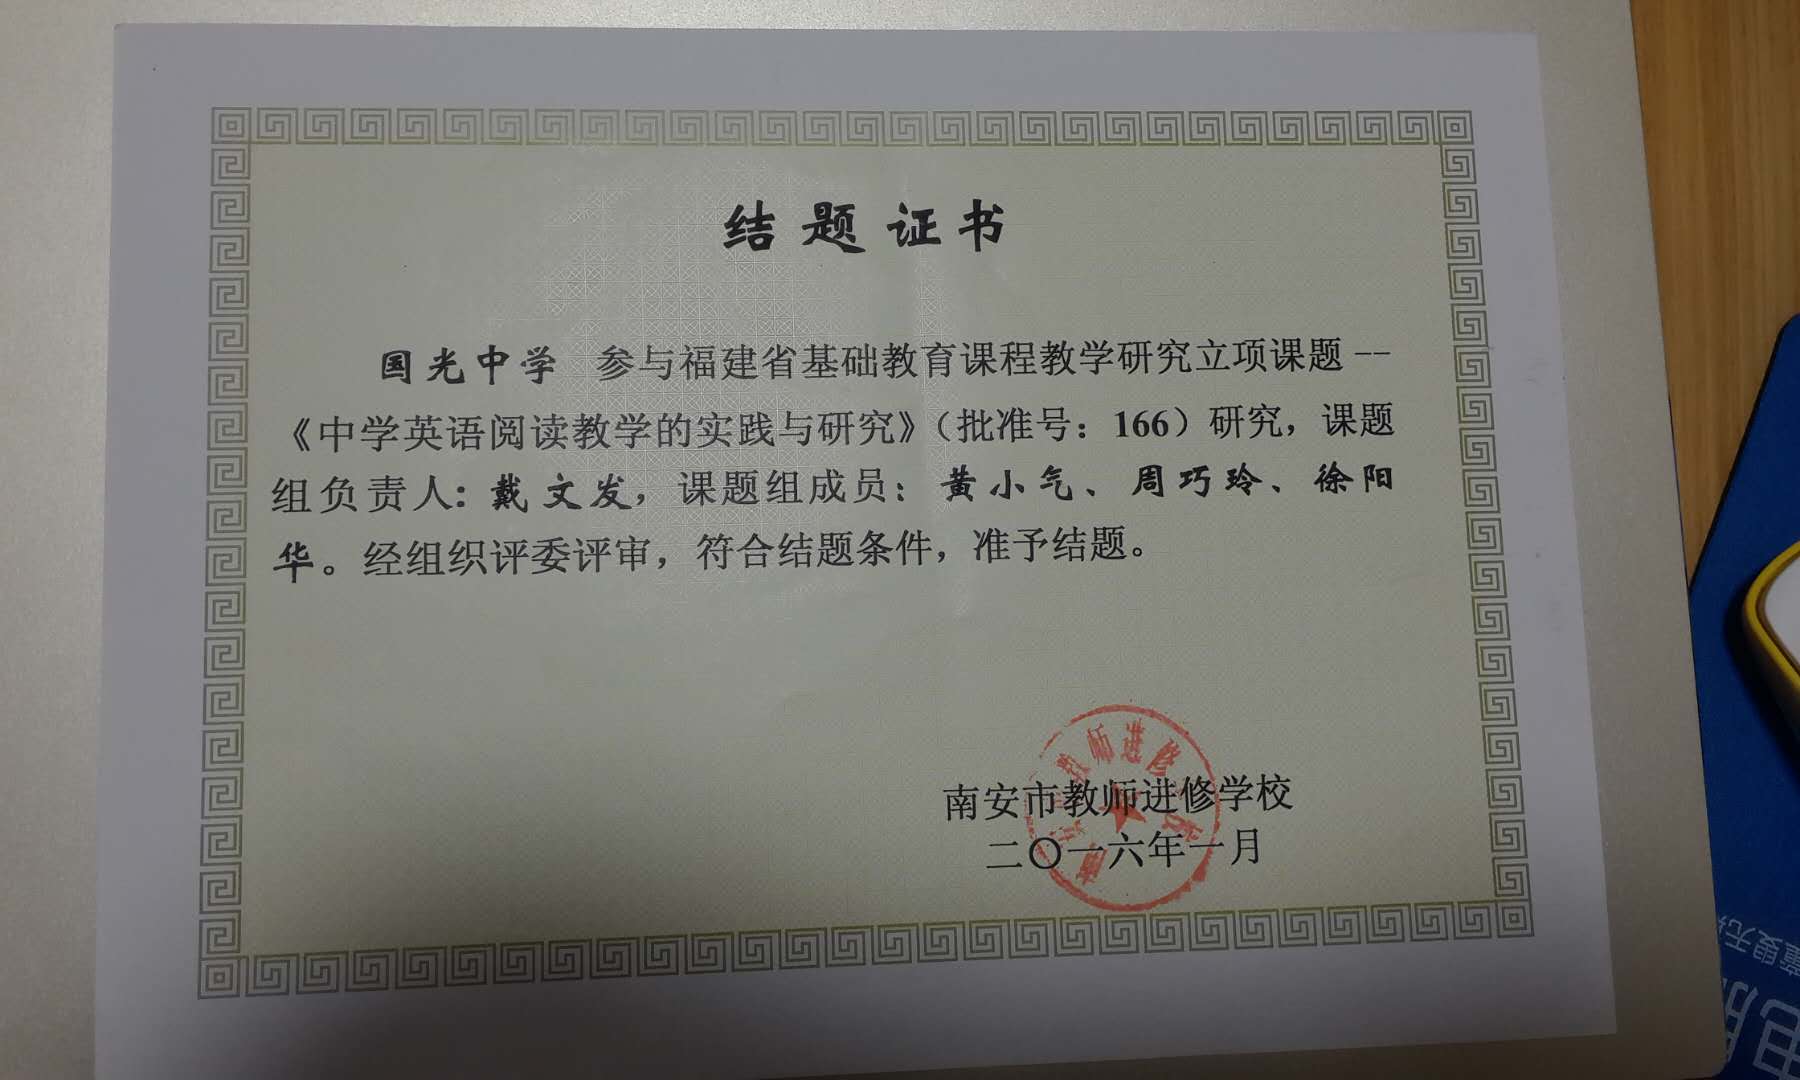 结题证书
国光中学 参与福建省基础教育课程教学研究立项课题--
《中学英语阅读教学的实践与研究》（批准号：166）研究，课题
组负责人：戴文发，课题组成员：黄小气、周巧玲、徐阳
华。经组织评委评审，符合结题条件，准予结题。
教师进修
南安市教师进修学校
二〇一六年一月